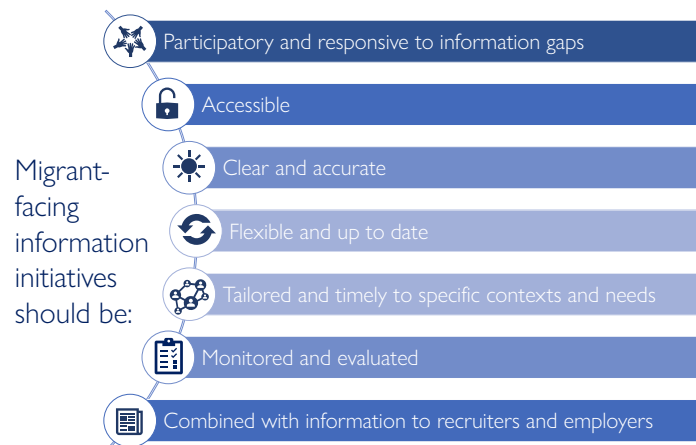 Migrant-
facing
information
initiatives
should be:
Participatory and responsive to information gaps
Accessible
Clear and accurate
Flexible and up to date
Tailored and timely to specific contexts and needs
Monitored and evaluated
Combined with information to recruiters and employers